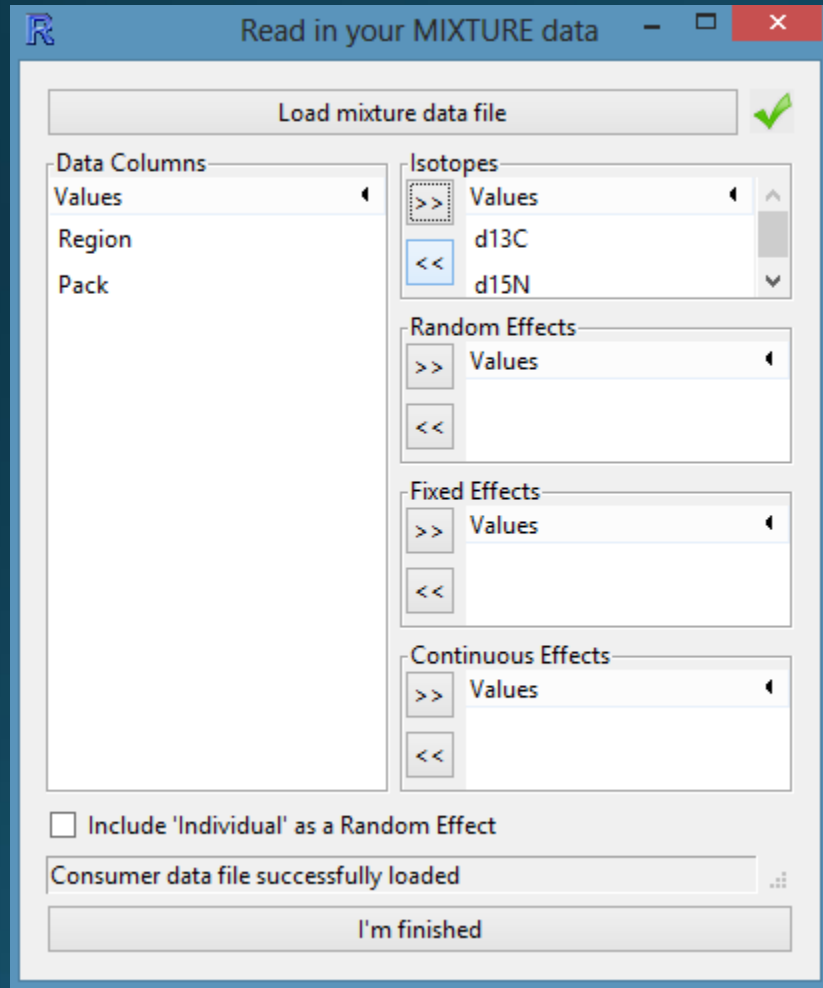 Read in your MIXTURE data
Load mixture data file
Data Columns
Values
Region
Pack
Isotopes
>>
Values
<<
d13C
d15N
Random Effects
>>
Values
<<
Fixed Effects
>>
Values
<<
Continuous Effects
>>
Values
<<
Include 'Individual' as a Random Effect
Consumer data file successfully loaded
I'm finished